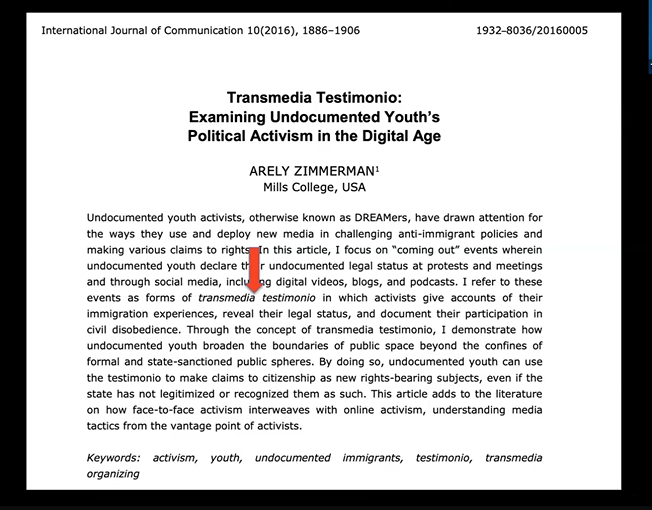 International Journal of Communication 10(2016), 1886–1906 1932–8036/20160005
Transmedia Testimonio:
Examining Undocumented Youth's
Political Activism in the Digital Age
ARELY ZIMMERMAN¹
Mills College, USA
Undocumented youth activists, otherwise known as DREAMers, have drawn attention for
the ways they use and deploy new media in challenging anti-immigrant policies and
making various claims to rights. In this article, I focus on “coming out” events wherein
undocumented youth declare their undocumented legal status at protests and meetings
and through social media, including digital videos, blogs, and podcasts. I refer to these
events as forms of transmedia testimonio in which activists give accounts of their
immigration experiences, reveal their legal status, and document their participation in
civil disobedience. Through the concept of transmedia testimonio, I demonstrate how
undocumented youth broaden the boundaries of public space beyond the confines of
formal and state-sanctioned public spheres. By doing so, undocumented youth can use
the testimonio to make claims to citizenship as new rights-bearing subjects, even if the
state has not legitimized or recognized them as such. This article adds to the literature
on how face-to-face activism interweaves with online activism, understanding media
tactics from the vantage point of activists.
Keywords: activism, youth, undocumented immigrants, testimonio, transmedia
organizing